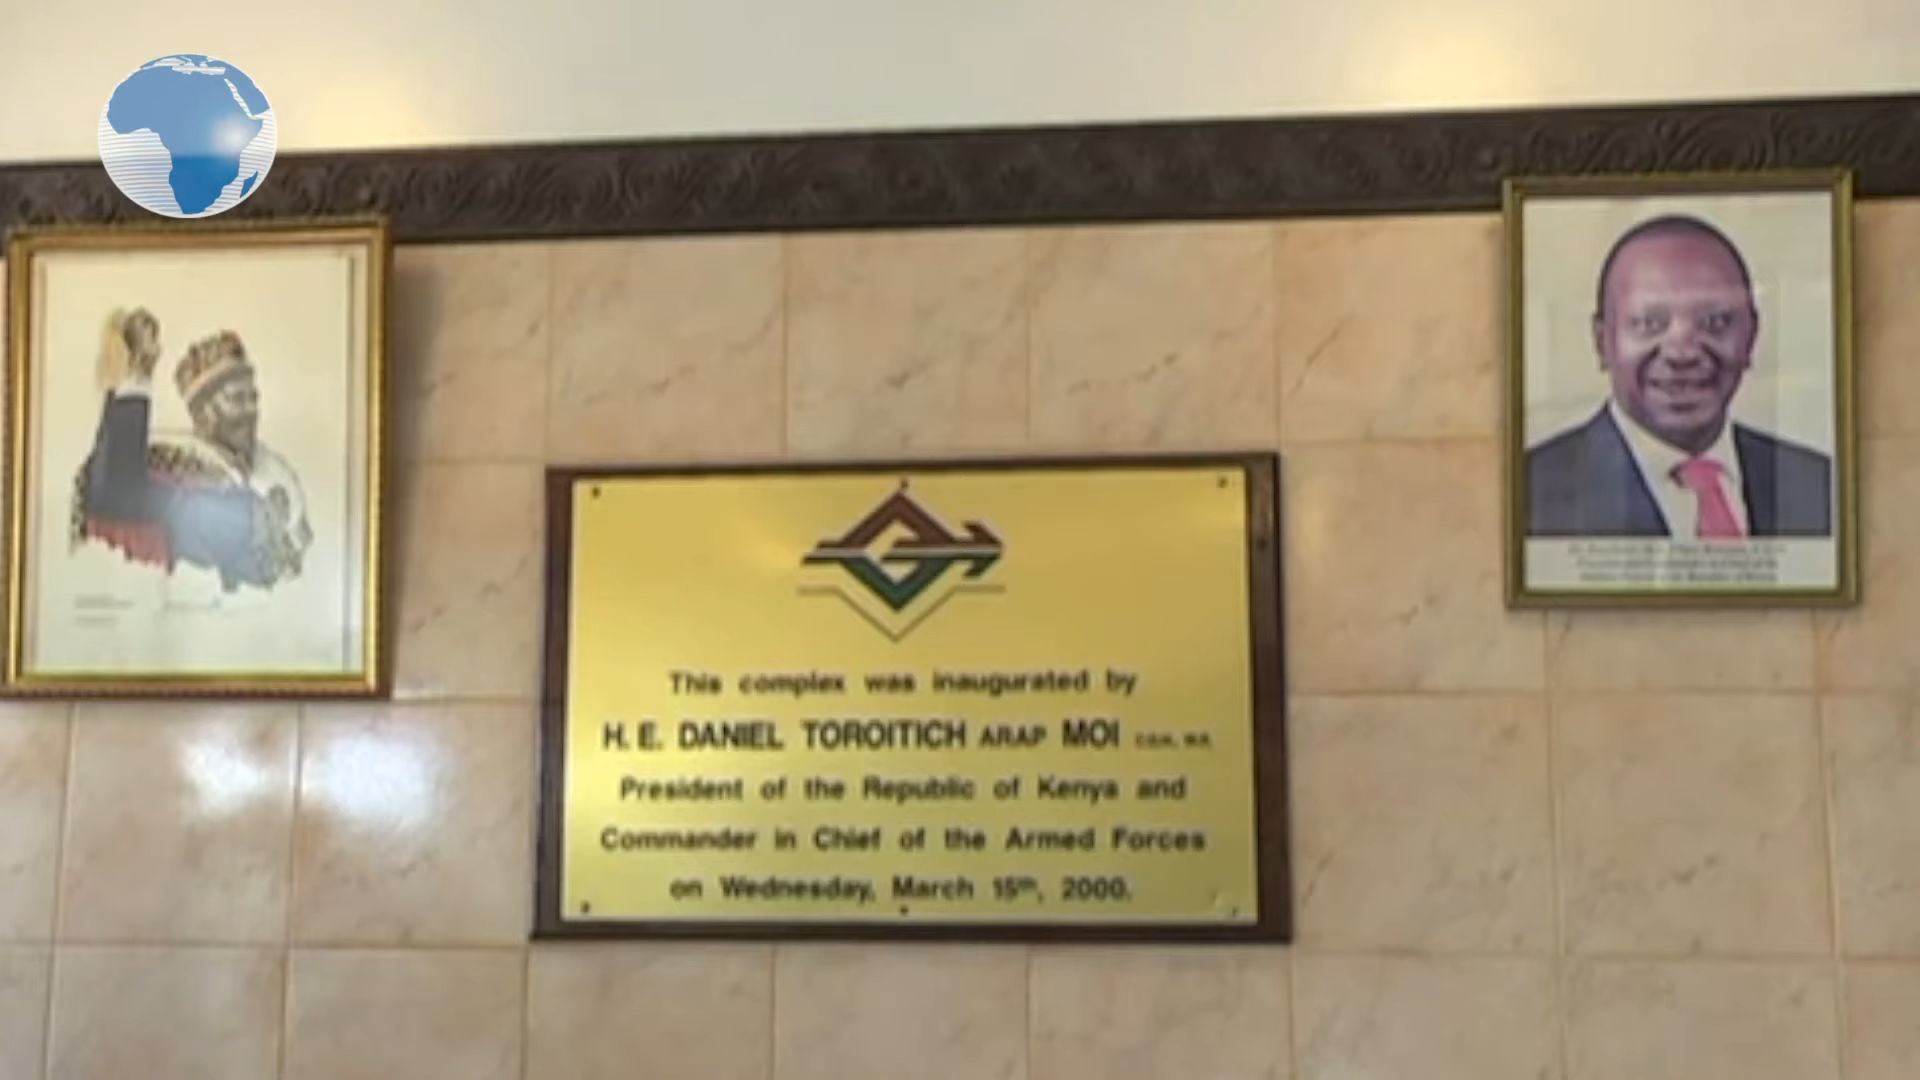 This complex was inaugurated by
H. E. DANIEL TOROITICH ARAP MOI
President of the Republic of Kenya and
Commander in Chief of the Armed Forces
on Wednesday, March 15th, 2000.